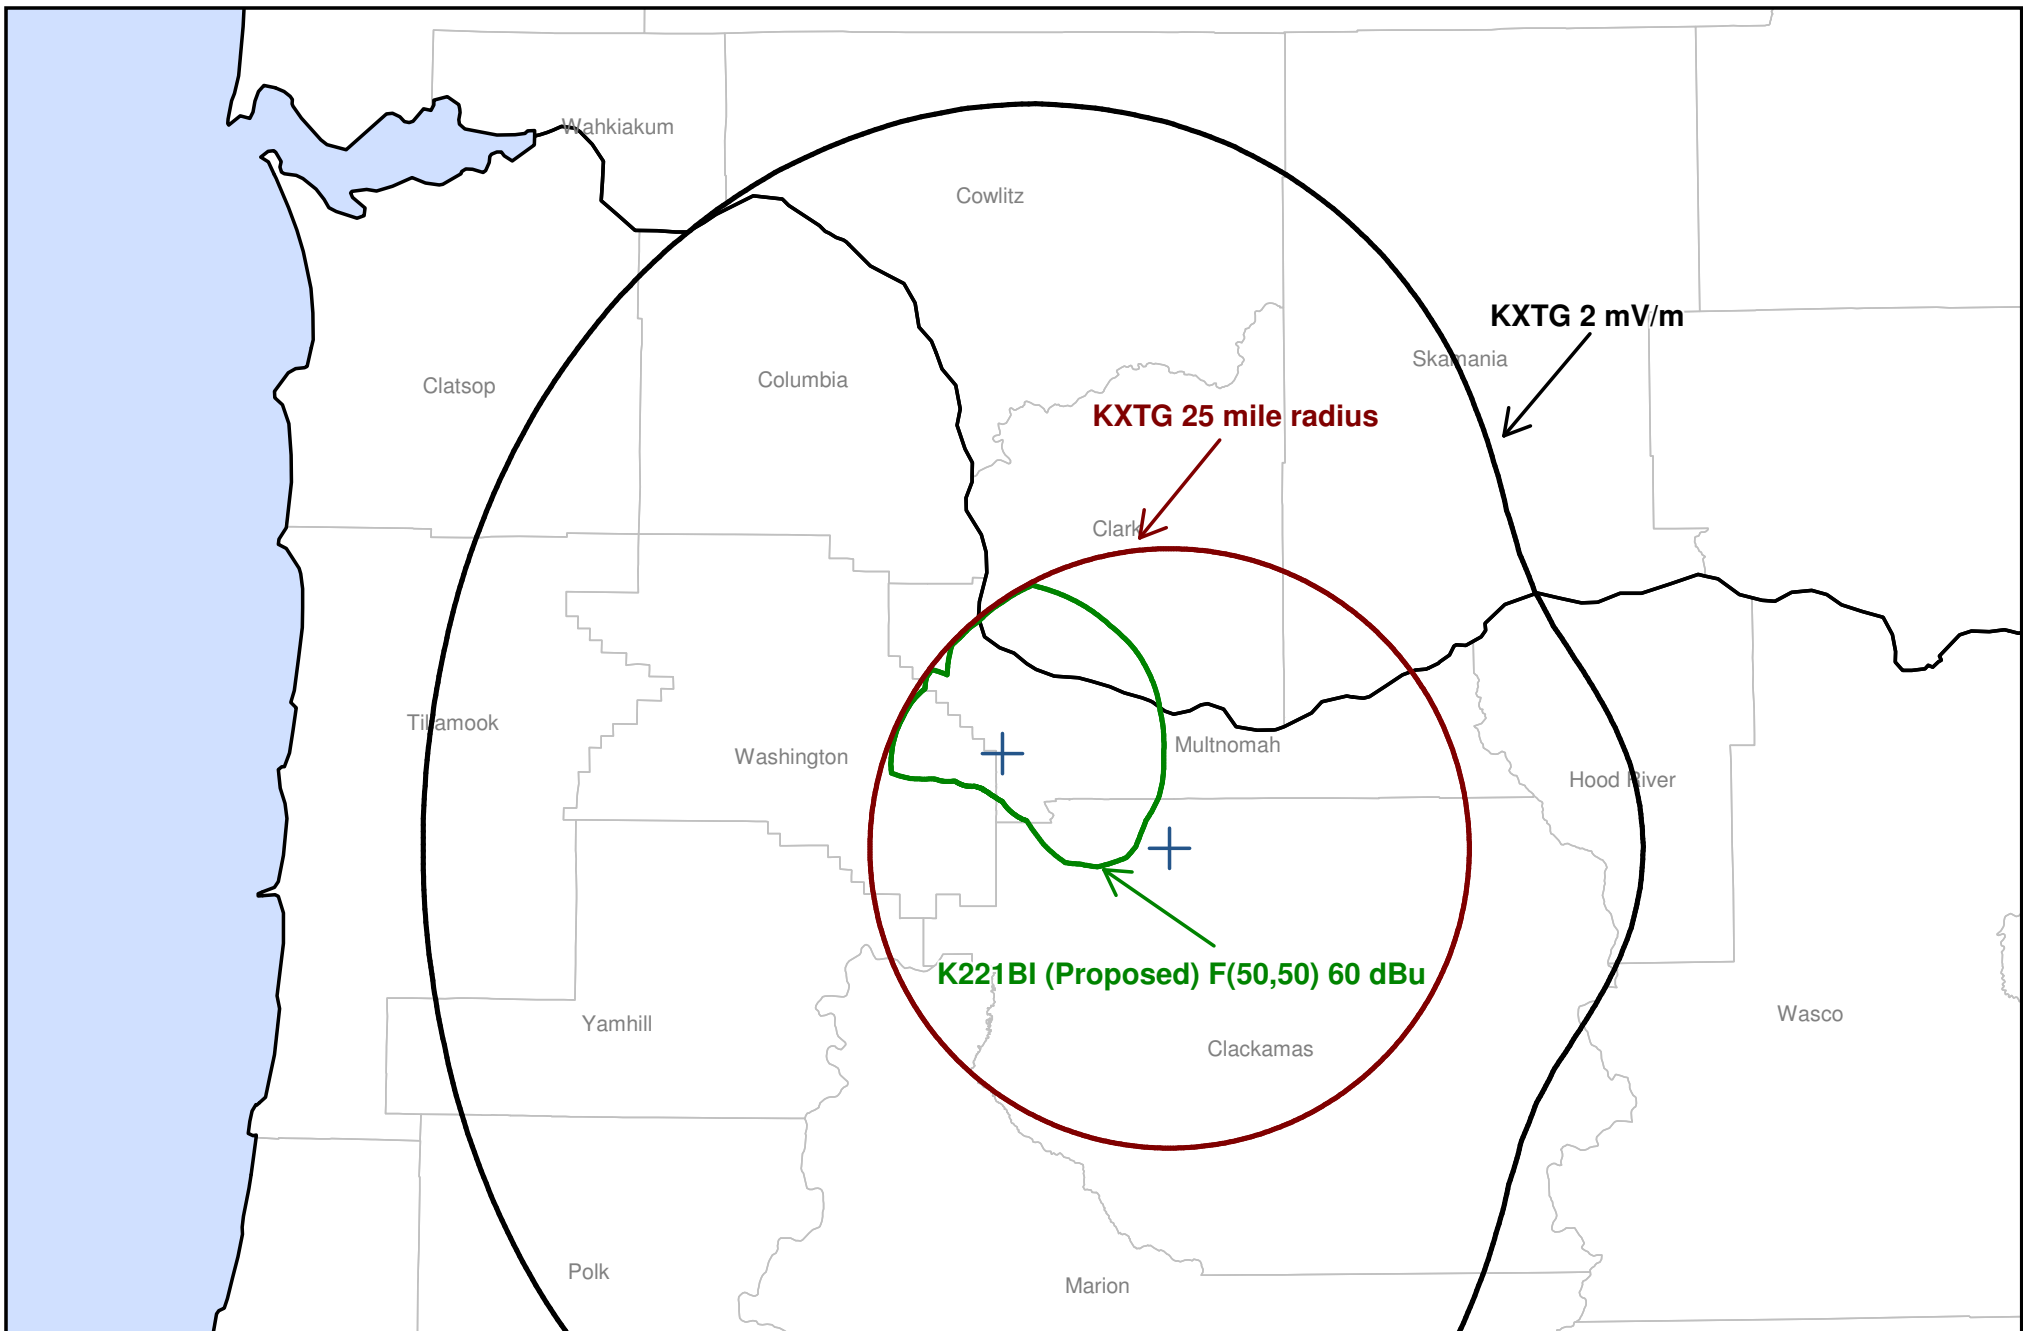 Wahkiakum
Cowlitz
KXTG 2 mV/m
Skamania
Columbia
Clatsop
KXTG 25 mile radius
Clark
Tillamook
Multnomah
Washington
Hood River
K221BI (Proposed) F(50,50) 60 dBu
Wasco
Yamhill
Clackamas
Polk
Marion